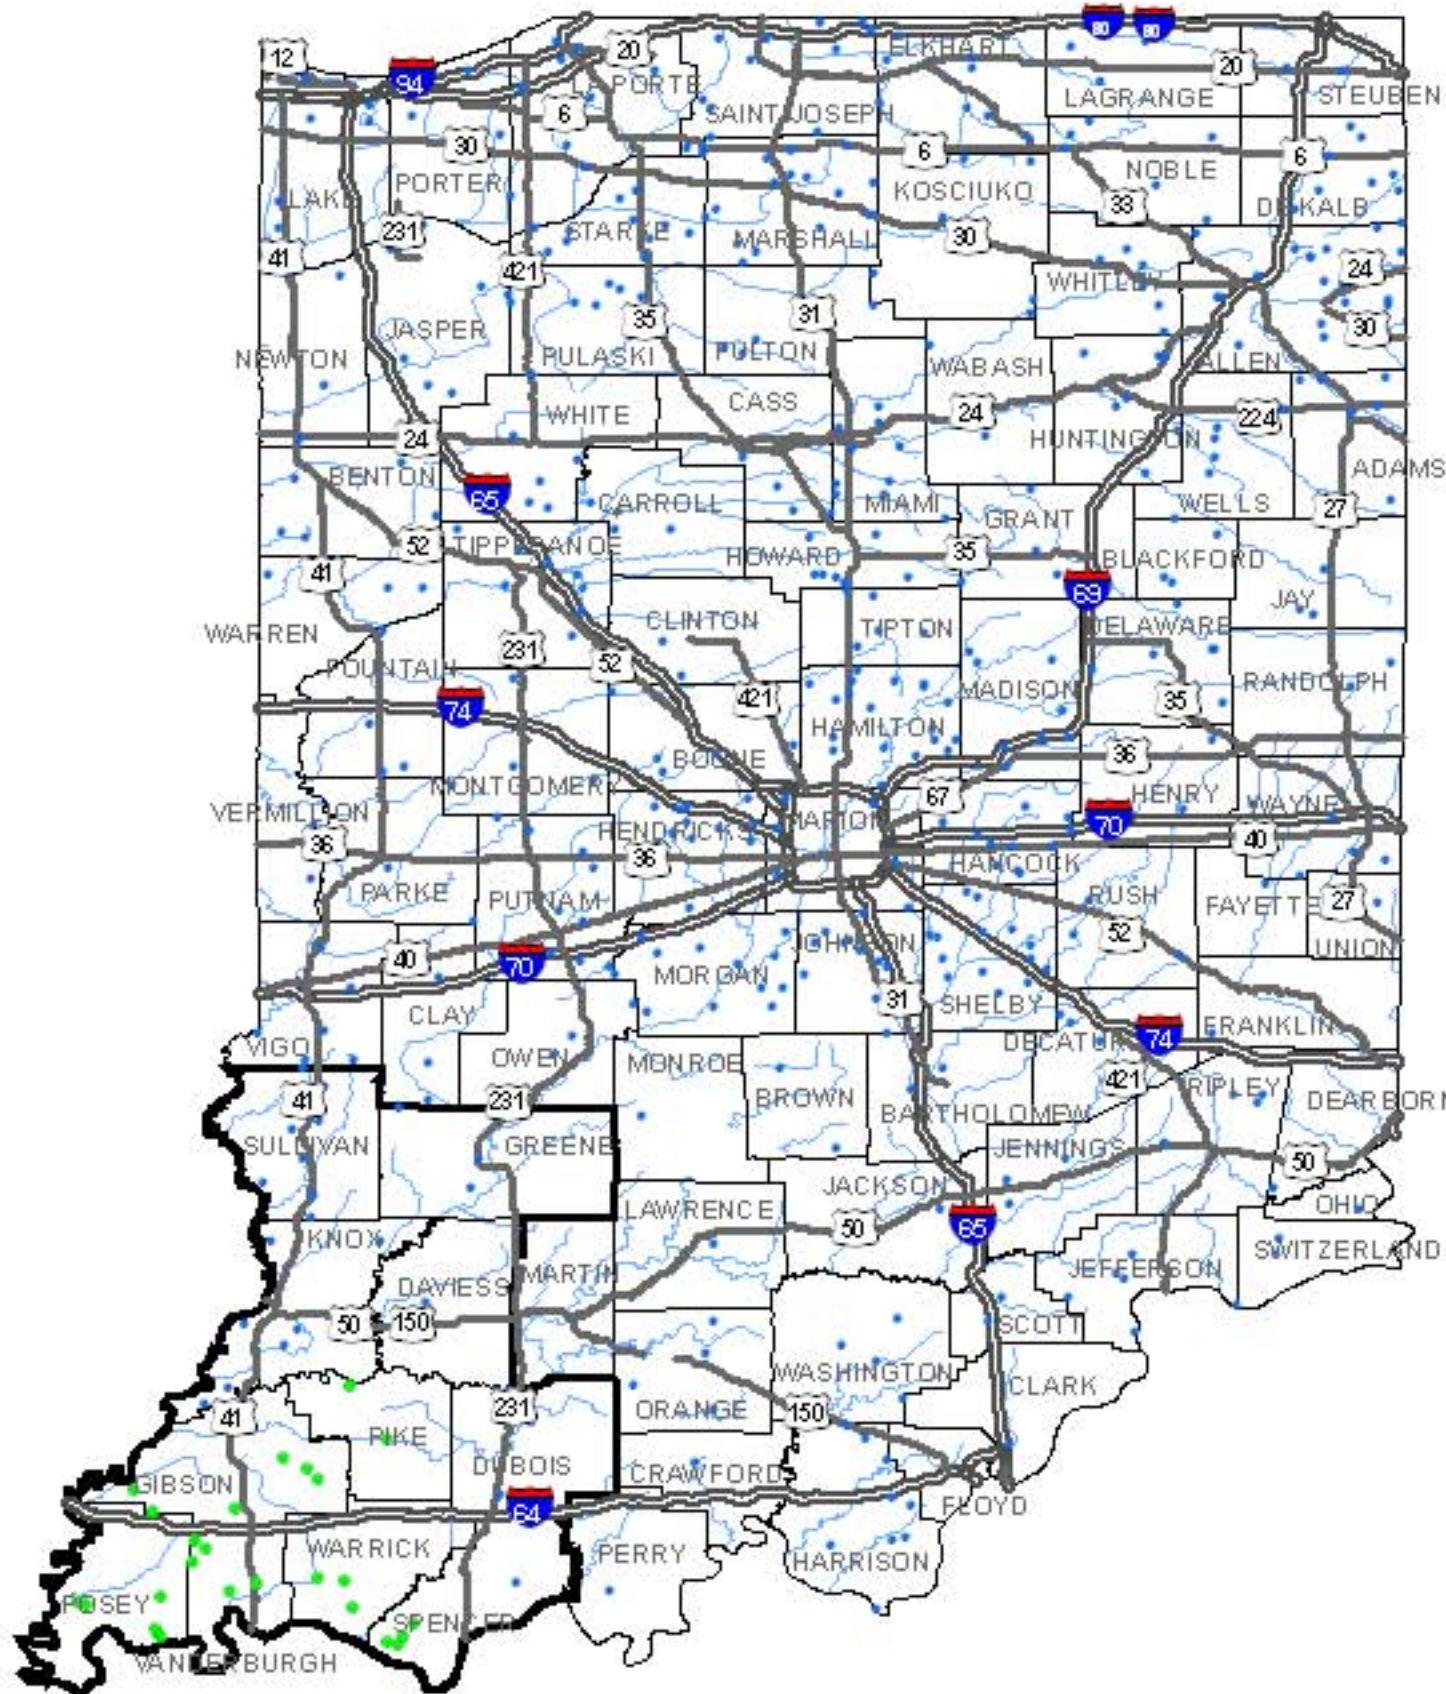 80 80
12
20
ELKHART
94
20
LAPORTE
LAGRANGE
STEUBEN
6
SAINT JOSEPH
30
6
6
NOBLE
PORTER
KOSCIUKO
LAKE
33
DE KALB
231
STARKE
MARSHALL
30
41
421
24
WHITLEY
35
31
30
JASPER
NEWTON
PULASKI
FULTON
WABASH
ALLEN
CASS
WHITE
24
224
24
HUNTINGTON
BENTON
ADAMS
65
CARROLL
MIAMI
WELLS
27
GRANT
52
TIPPECANOE
HOWARD
35
BLACKFORD
41
69
JAY
CLINTON
TIPTON
DELAWARE
WARREN
231
52
FOUNTAIN
MADISON
RANDOLPH
74
421
35
HAMILTON
BOONE
36
MONTGOMERY
67
HENRY
WAYNE
VERMILLION
MARION
70
HENDRICKS
40
36
36
HANCOCK
PARKE
PUTNAM
RUSH
FAYETTE
27
52
JOHNSON
UNION
40
70
MORGAN
31
SHELBY
CLAY
FRANKLIN
74
DECATUR
VIGO
OWEN
MONROE
421
RIPLEY
41
231
BROWN
DEARBORN
BARTHOLOMEW
SULLIVAN
GREENE
JENNINGS
50
JACKSON
OHIO
LAWRENCE
50
65
KNOX
SWITZERLAND
MARTIN
JEFFERSON
DAVIESS
50
150
SCOTT
WASHINGTON
CLARK
41
231
ORANGE
150
PIKE
DUBOIS
CRAWFORD
GIBSON
64
FLOYD
WARRICK
PERRY
HARRISON
POSEY
SPENCER
VANDERBURGH